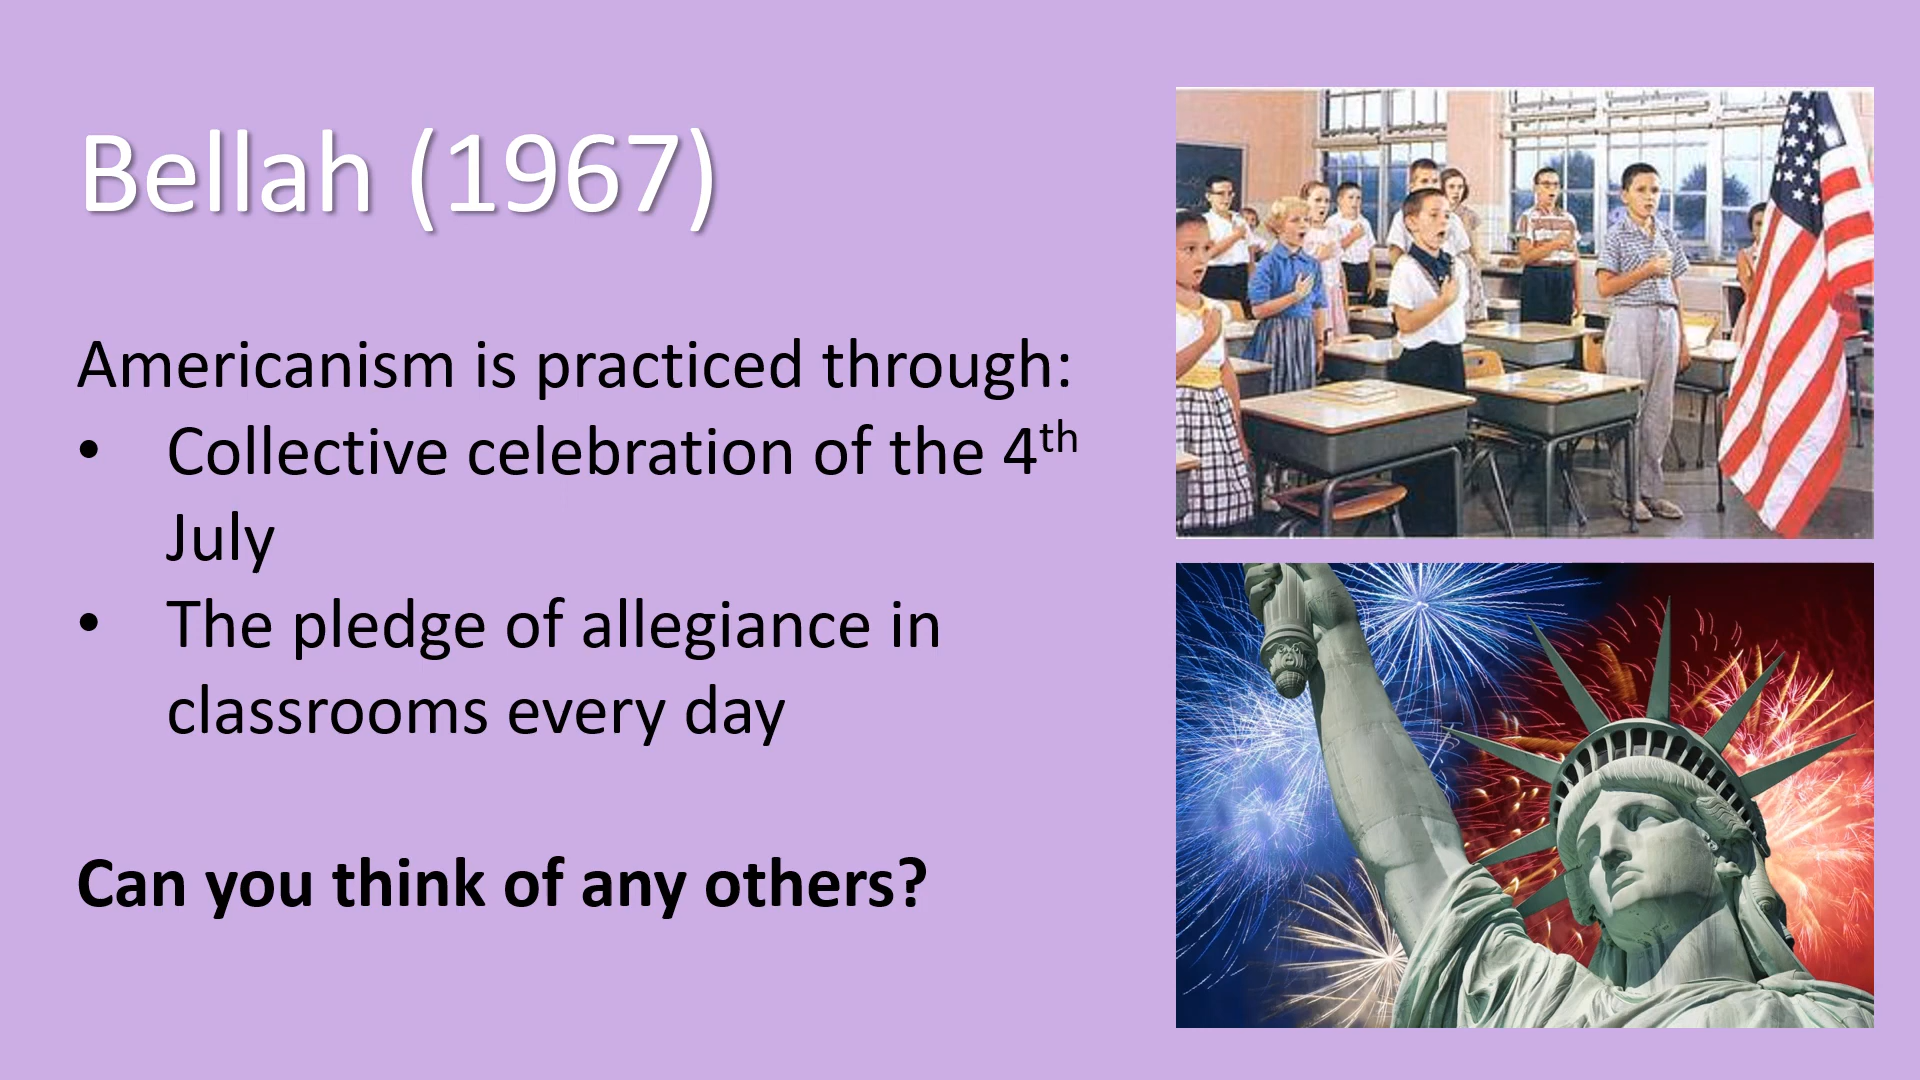 Bellah (1967)
Americanism is practiced through:
• Collective celebration of the 4th
July
• The pledge of allegiance in
classrooms every day
Can you think of any others?